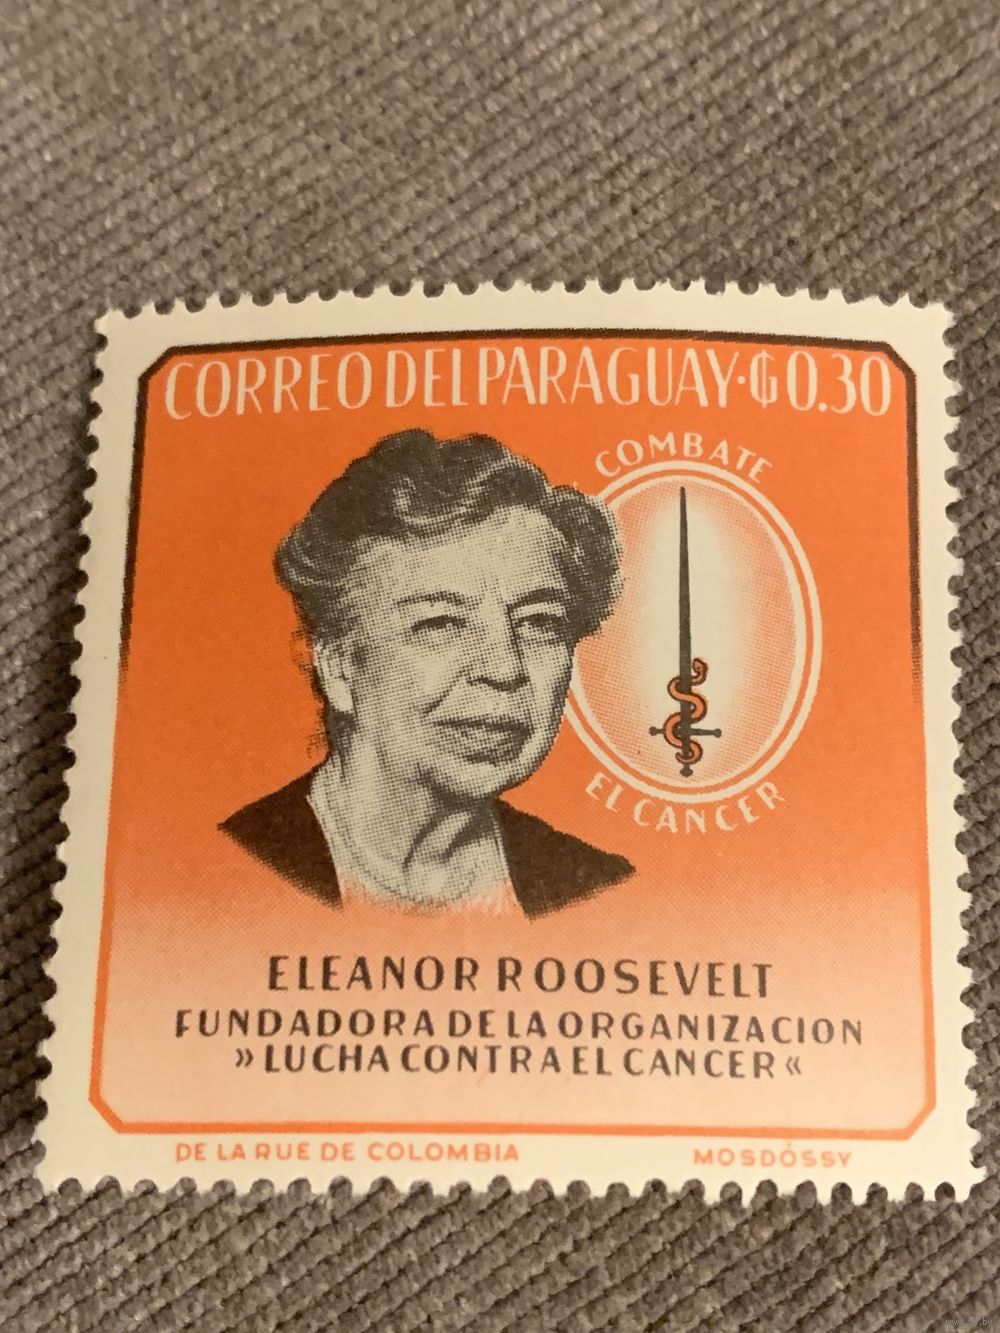 CORREO DEL PARAGUAY·₲0.30
COMBATE
EL CANCER
ELEANOR ROOSEVELT
FUNDADORA DE LA ORGANIZACION
»LUCHA CONTRA EL CANCER«
DE LA RUE DE COLOMBIA
MOSDÓSSY